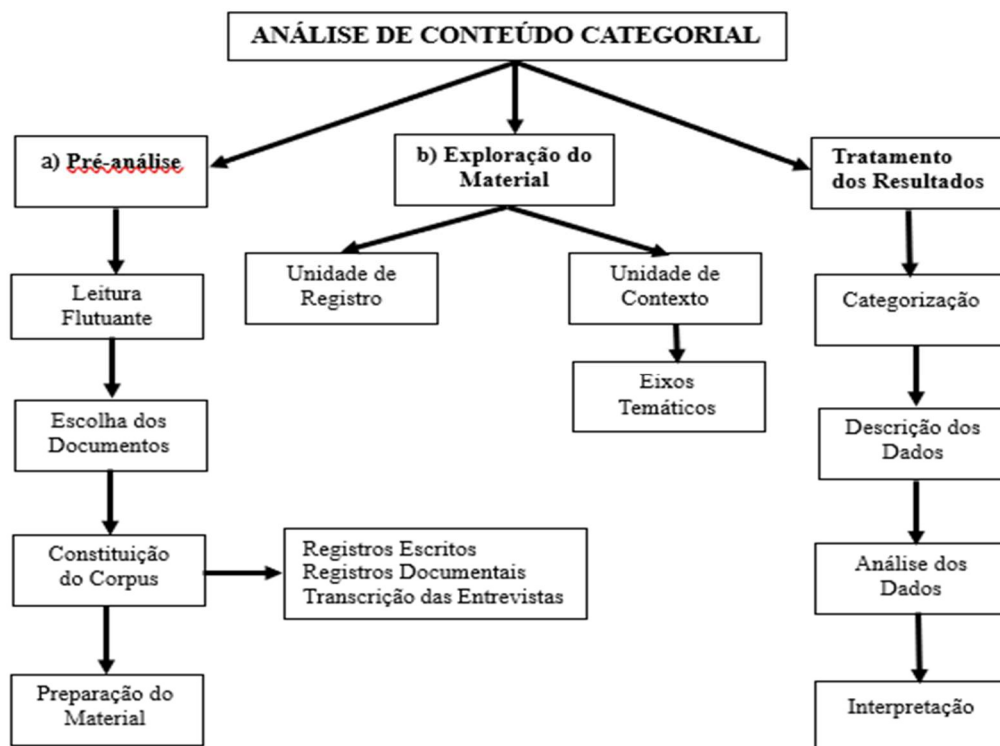 ANÁLISE DE CONTEÚDO CATEGORIAL
a) Pré-análise
b) Exploração do
Material
Tratamento
dos Resultados
Leitura
Flutuante
Unidade de
Registro
Unidade de
Contexto
Categorização
Eixos
Temáticos
Escolha dos
Documentos
Descrição dos
Dados
Constituição
do Corpus
Registros Escritos
Registros Documentais
Transcrição das Entrevistas
Análise dos
Dados
Preparação do
Material
Interpretação